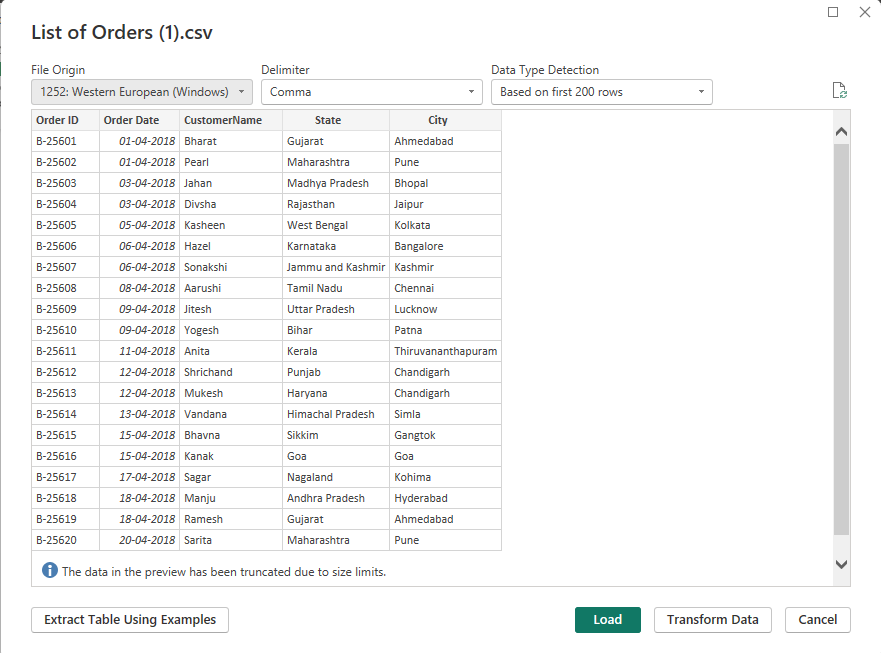 List of Orders (1).csv
File Origin Delimiter Data Type Detection
1252: Western European (Windows) Comma Based on first 200 rows
Order ID Order Date CustomerName State City
B-25601 01-04-2018 Bharat Gujarat Ahmedabad
B-25602 01-04-2018 Pearl Maharashtra Pune
B-25603 03-04-2018 Jahan Madhya Pradesh Bhopal
B-25604 03-04-2018 Divsha Rajasthan Jaipur
B-25605 05-04-2018 Kasheen West Bengal Kolkata
B-25606 06-04-2018 Hazel Karnataka Bangalore
B-25607 06-04-2018 Sonakshi Jammu and Kashmir Kashmir
B-25608 08-04-2018 Aarushi Tamil Nadu Chennai
B-25609 09-04-2018 Jitesh Uttar Pradesh Lucknow
B-25610 09-04-2018 Yogesh Bihar Patna
B-25611 11-04-2018 Anita Kerala Thiruvananthapuram
B-25612 12-04-2018 Shrichand Punjab Chandigarh
B-25613 12-04-2018 Mukesh Haryana Chandigarh
B-25614 13-04-2018 Vandana Himachal Pradesh Simla
B-25615 15-04-2018 Bhavna Sikkim Gangtok
B-25616 15-04-2018 Kanak Goa Goa
B-25617 17-04-2018 Sagar Nagaland Kohima
B-25618 18-04-2018 Manju Andhra Pradesh Hyderabad
B-25619 18-04-2018 Ramesh Gujarat Ahmedabad
B-25620 20-04-2018 Sarita Maharashtra Pune
The data in the preview has been truncated due to size limits.
Extract Table Using Examples Load Transform Data Cancel